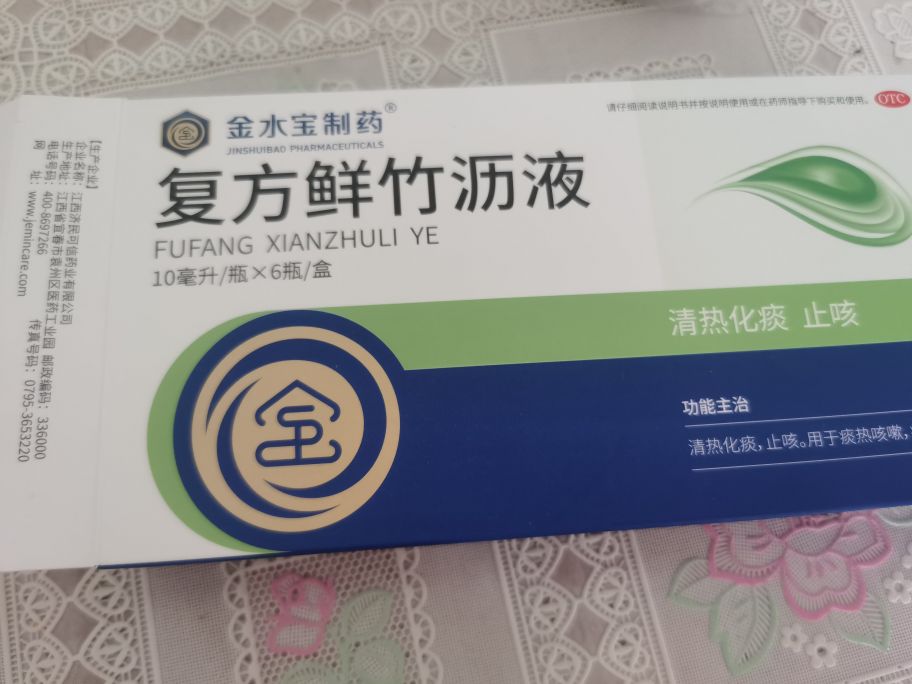 金水宝制药®
JINSHUIBAO PHARMACEUTICALS
请仔细阅读说明书并按说明使用或在药师指导下购买和使用。
OTC
复方鲜竹沥液
FUFANG XIANZHULI YE
10毫升/瓶×6瓶/盒
清热化痰 止咳
功能主治
清热化痰,止咳。用于痰热咳嗽,
【生产企业】
企业名称:江西济民可信药业有限公司
生产地址:江西省宜春市袁州区医药工业园 邮政编码:336000
电话号码:400-8697266 传真号码:0795-3653220
网 址:www.jemincare.com